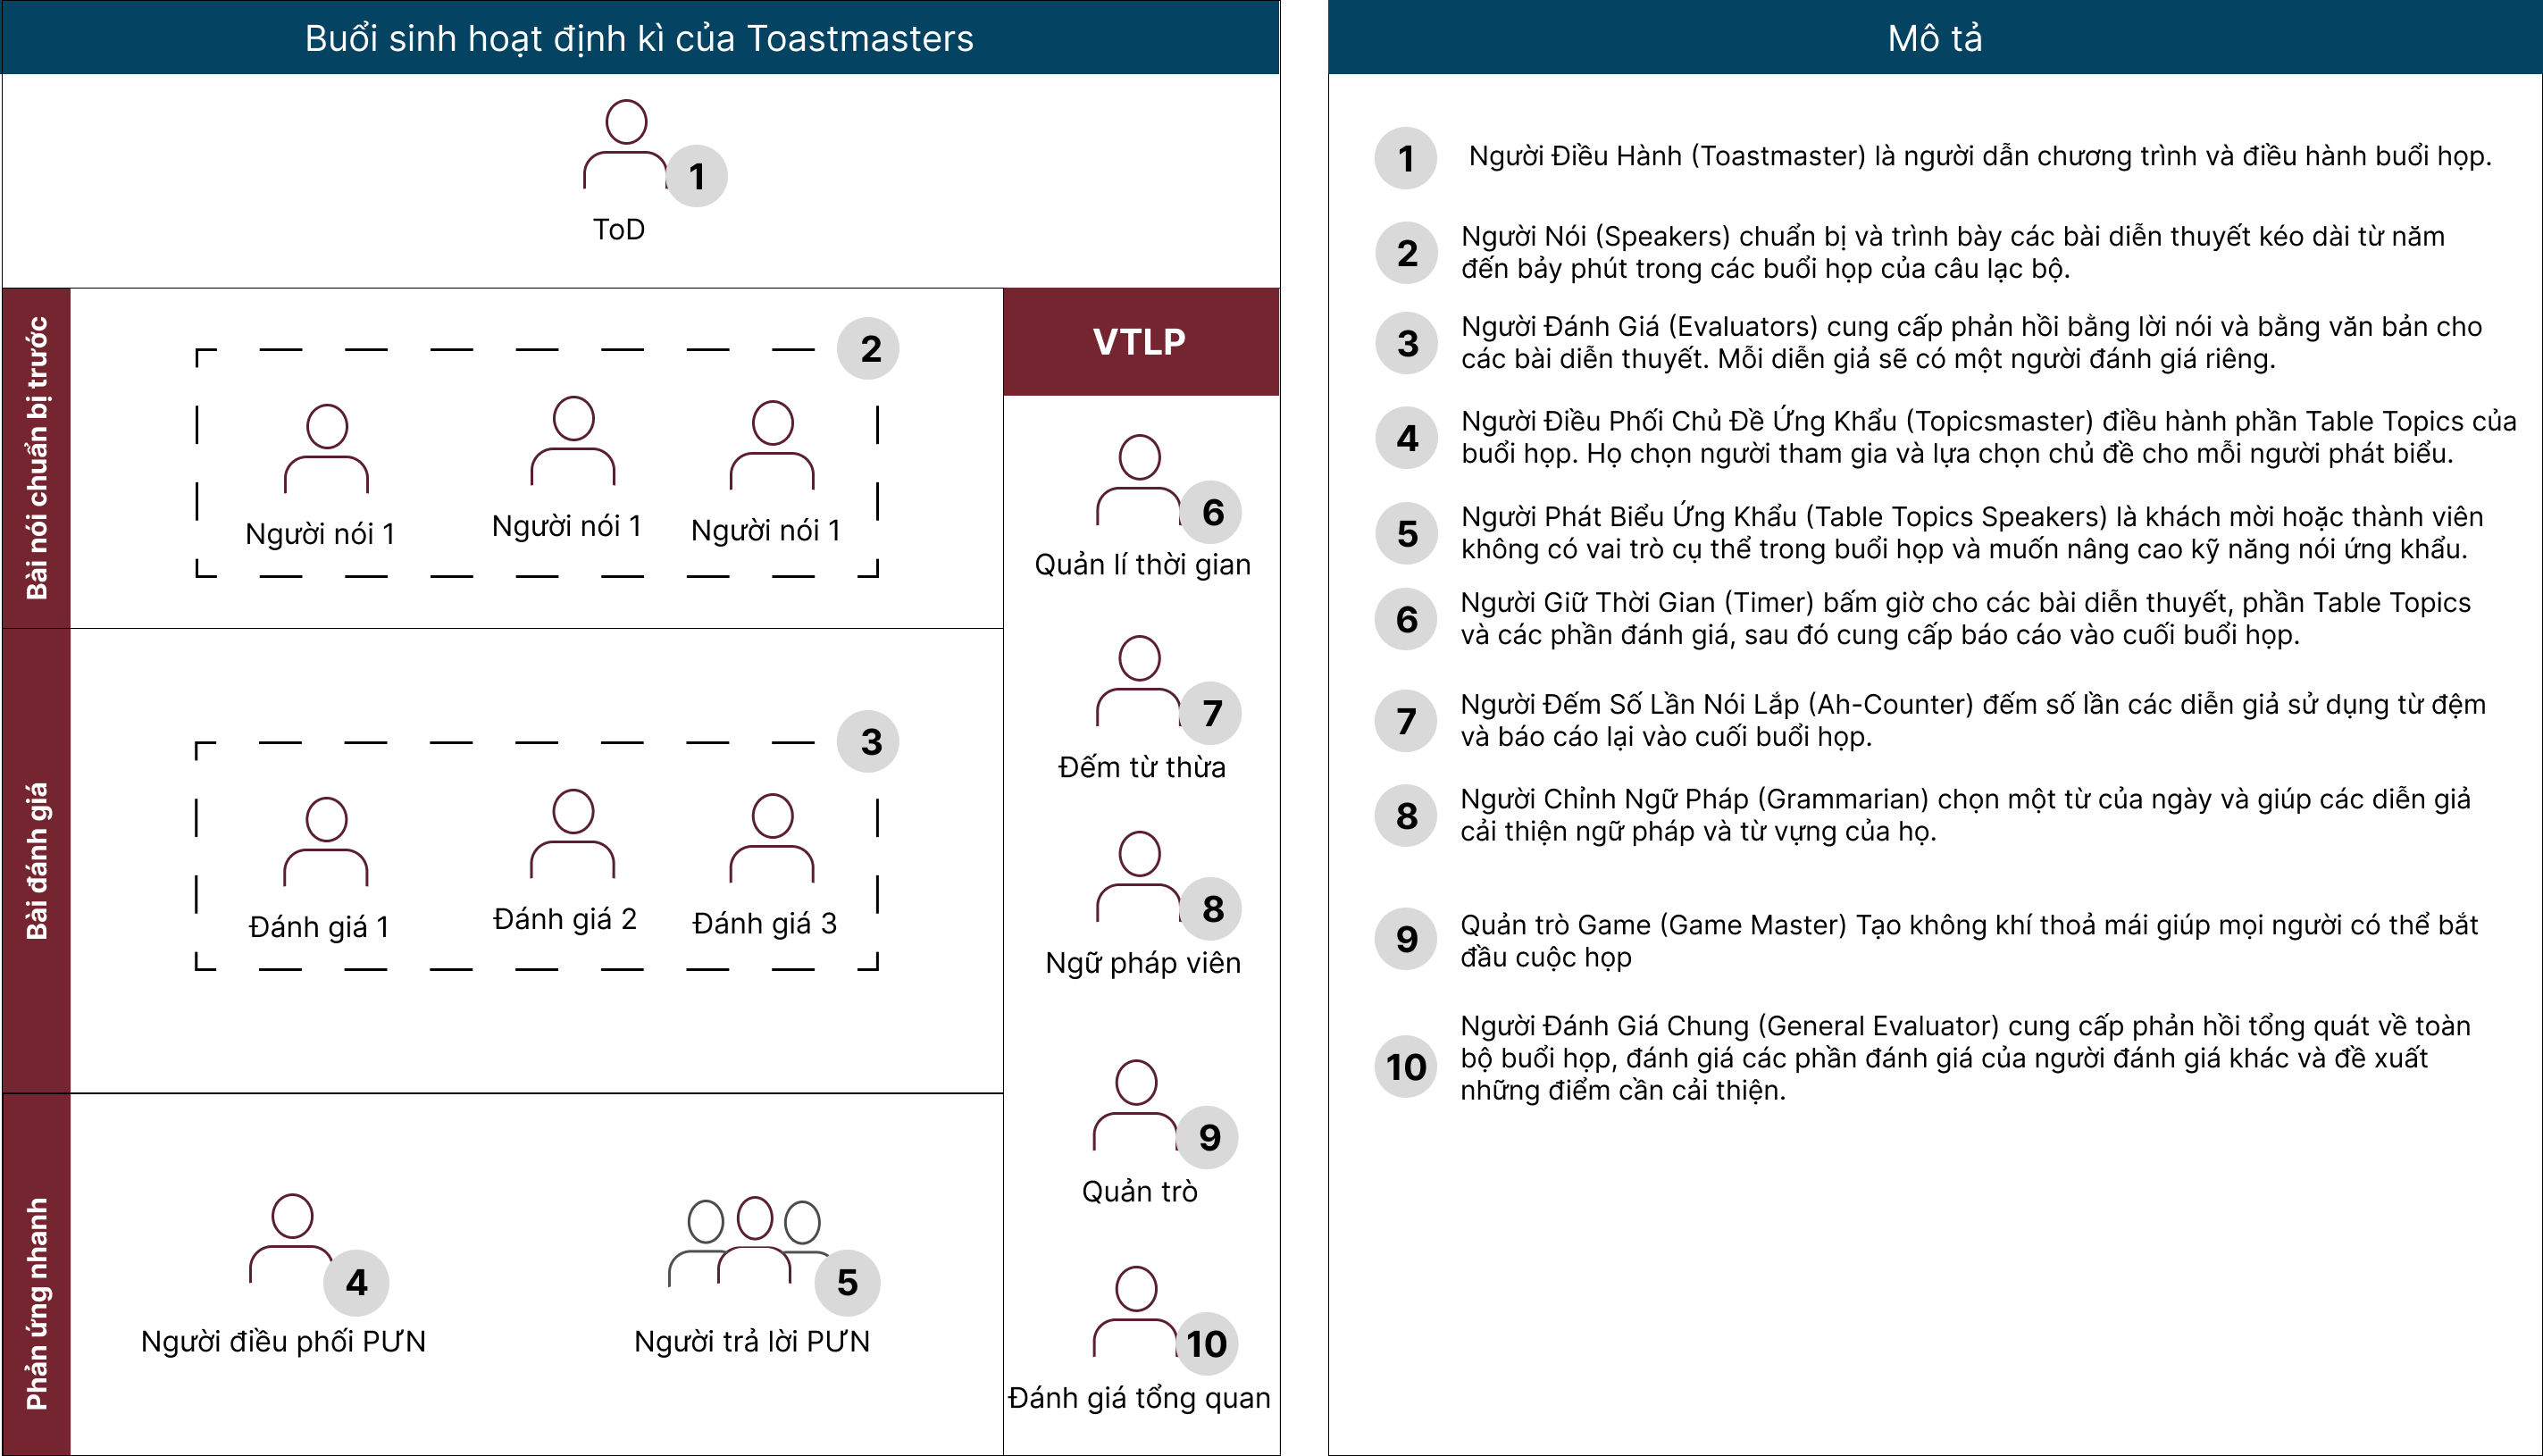 Buổi sinh hoạt định kì của Toastmasters
1
ToD
Bài nói chuẩn bị trước
2
Người nói 1
Người nói 1
Người nói 1
Bài đánh giá
3
Đánh giá 1
Đánh giá 2
Đánh giá 3
Phản ứng nhanh
4
Người điều phối PƯN
5
Người trả lời PƯN
VTLP
6
Quản lí thời gian
7
Đếm từ thừa
8
Ngữ pháp viên
9
Quản trò
10
Đánh giá tổng quan
Mô tả
1
Người Điều Hành (Toastmaster) là người dẫn chương trình và điều hành buổi họp.
2
Người Nói (Speakers) chuẩn bị và trình bày các bài diễn thuyết kéo dài từ năm
đến bảy phút trong các buổi họp của câu lạc bộ.
3
Người Đánh Giá (Evaluators) cung cấp phản hồi bằng lời nói và bằng văn bản cho
các bài diễn thuyết. Mỗi diễn giả sẽ có một người đánh giá riêng.
4
Người Điều Phối Chủ Đề Ứng Khẩu (Topicsmaster) điều hành phần Table Topics của
buổi họp. Họ chọn người tham gia và lựa chọn chủ đề cho mỗi người phát biểu.
5
Người Phát Biểu Ứng Khẩu (Table Topics Speakers) là khách mời hoặc thành viên
không có vai trò cụ thể trong buổi họp và muốn nâng cao kỹ năng nói ứng khẩu.
6
Người Giữ Thời Gian (Timer) bấm giờ cho các bài diễn thuyết, phần Table Topics
và các phần đánh giá, sau đó cung cấp báo cáo vào cuối buổi họp.
7
Người Đếm Số Lần Nói Lắp (Ah-Counter) đếm số lần các diễn giả sử dụng từ đệm
và báo cáo lại vào cuối buổi họp.
8
Người Chỉnh Ngữ Pháp (Grammarian) chọn một từ của ngày và giúp các diễn giả
cải thiện ngữ pháp và từ vựng của họ.
9
Quản trò Game (Game Master) Tạo không khí thoả mái giúp mọi người có thể bắt
đầu cuộc họp
10
Người Đánh Giá Chung (General Evaluator) cung cấp phản hồi tổng quát về toàn
bộ buổi họp, đánh giá các phần đánh giá của người đánh giá khác và đề xuất
những điểm cần cải thiện.